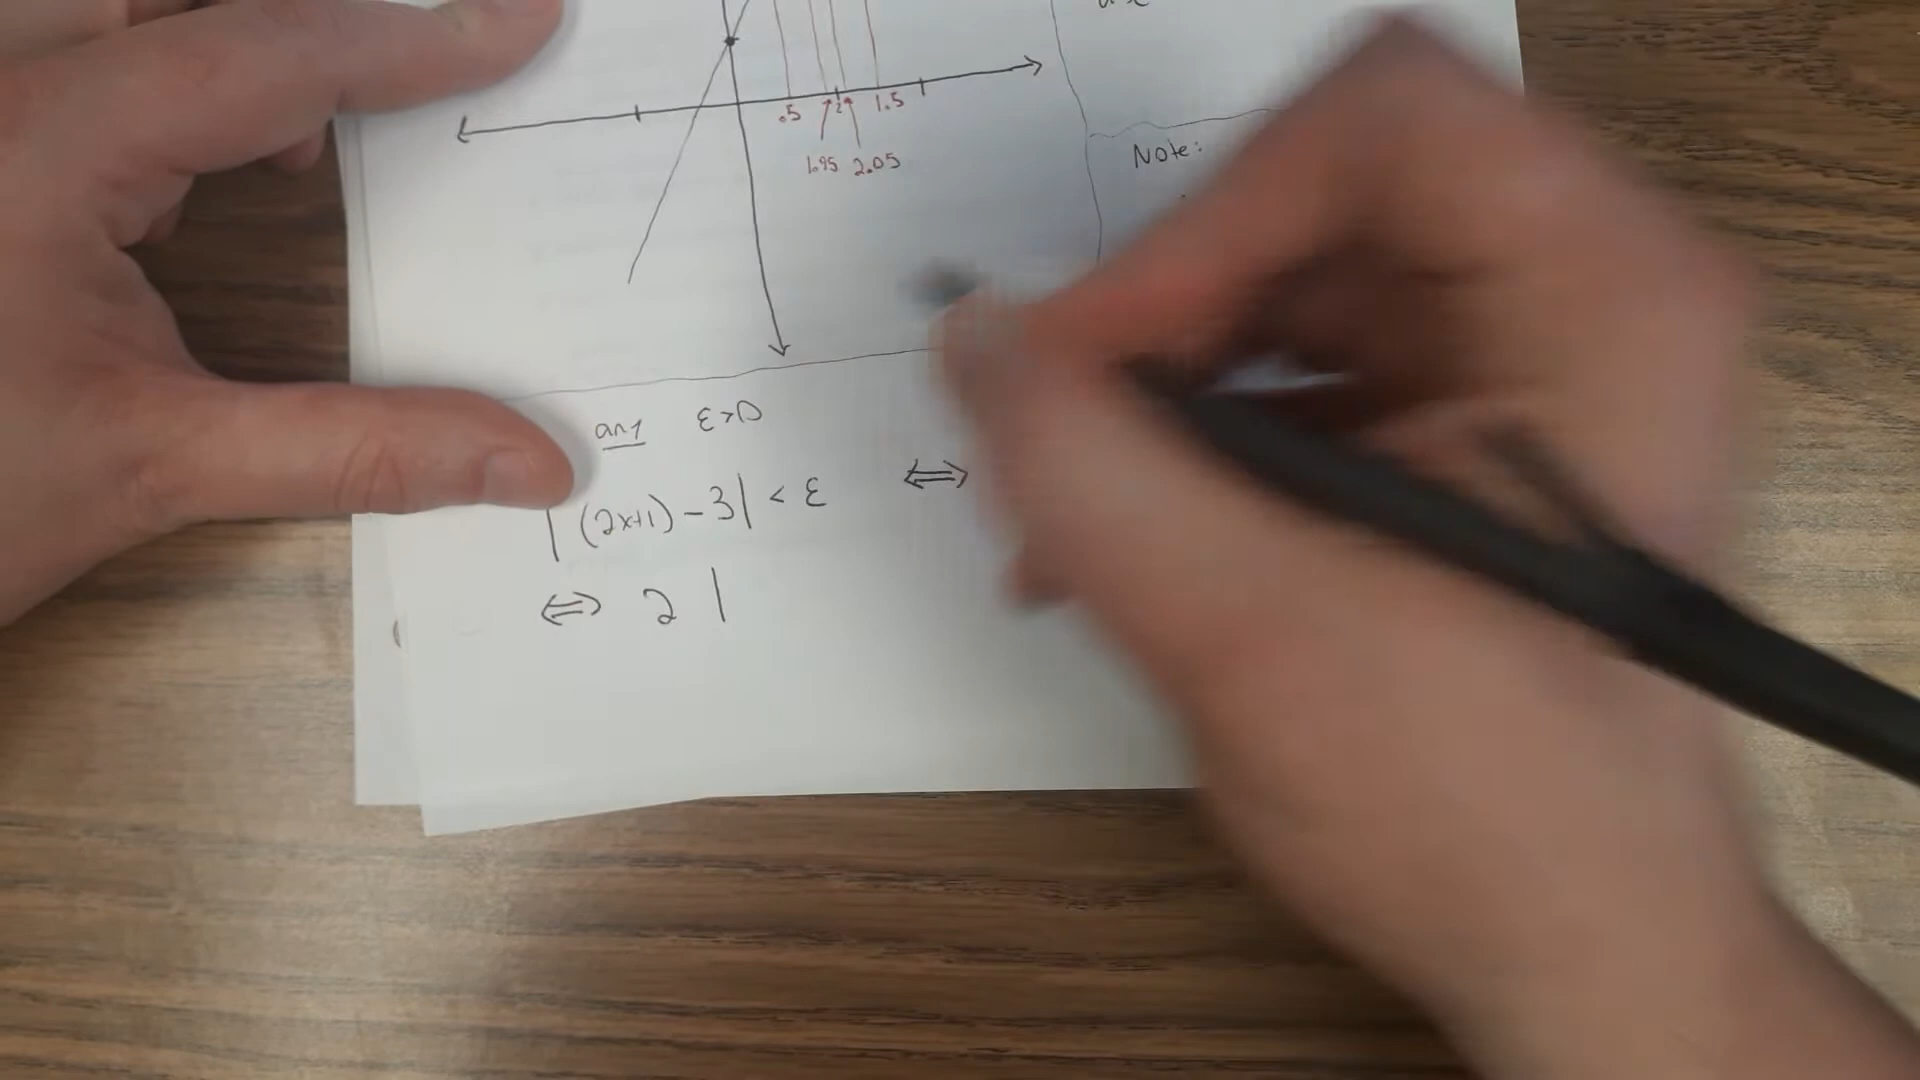 .5 2 1.5
1.95 2.05
Note:
any ε>0
| (2x+1) - 3| < ε ⟺
⟺ 2 |